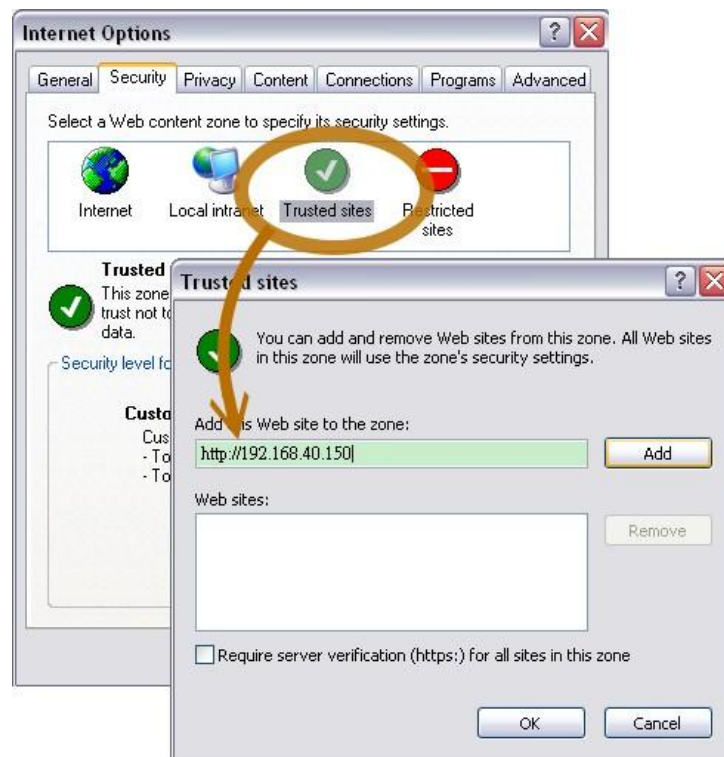 Internet Options
General Security Privacy Content Connections Programs Advanced
Select a Web content zone to specify its security settings.
Internet Local intranet Trusted sites Restricted
sites
Trusted
This zone
trust not to
data.
Security level fo
Custo
Cus
- To
- To
Trusted sites
You can add and remove Web sites from this zone. All Web sites
in this zone will use the zone's security settings.
Add this Web site to the zone:
http://192.168.40.150
Add
Web sites:
Remove
Require server verification (https:) for all sites in this zone
OK Cancel